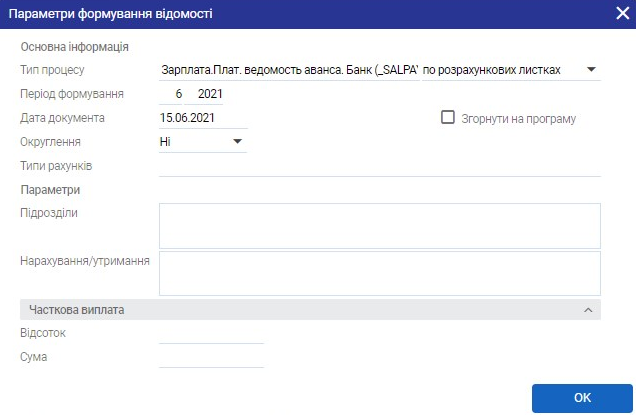 Параметри формування відомості
Основна інформація
Тип процесу Зарплата.Плат. ведомость аванса. Банк (_SALPAY по розрахункових листках
Період формування 6 2021
Дата документа 15.06.2021 Згорнути на програму
Округлення Ні
Типи рахунків
Параметри
Підрозділи
Нарахування/утримання
Часткова виплата
Відсоток
Сума
OK